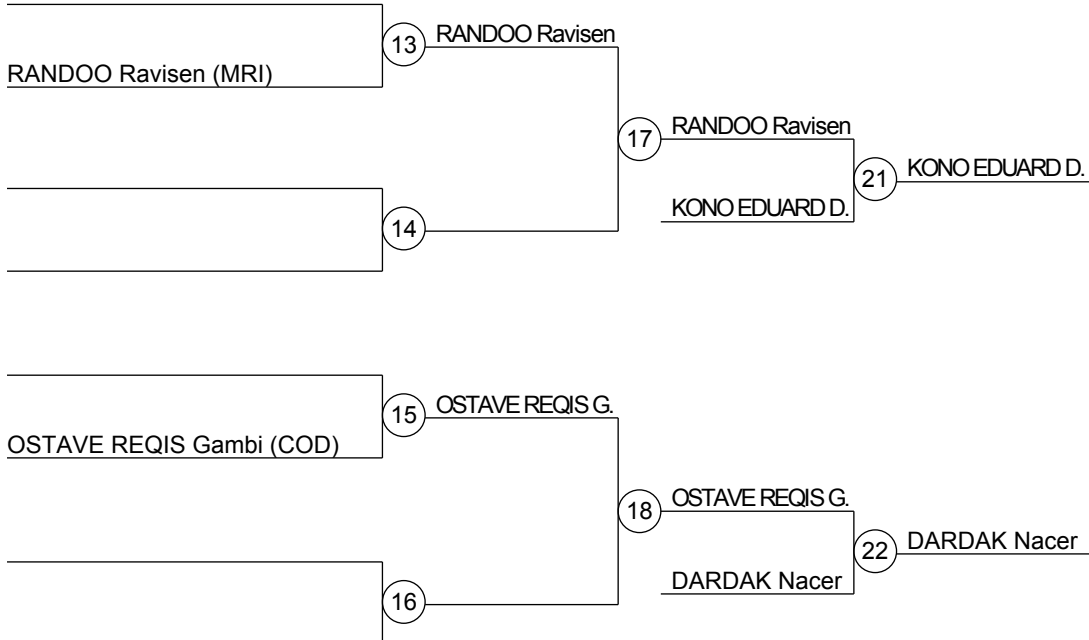 13 RANDOO Ravisen
RANDOO Ravisen (MRI)
17 RANDOO Ravisen
21 KONO EDUARD D.
KONO EDUARD D.
14
15 OSTAVE REQIS G.
OSTAVE REQIS Gambi (COD)
18 OSTAVE REQIS G.
22 DARDAK Nacer
DARDAK Nacer
16